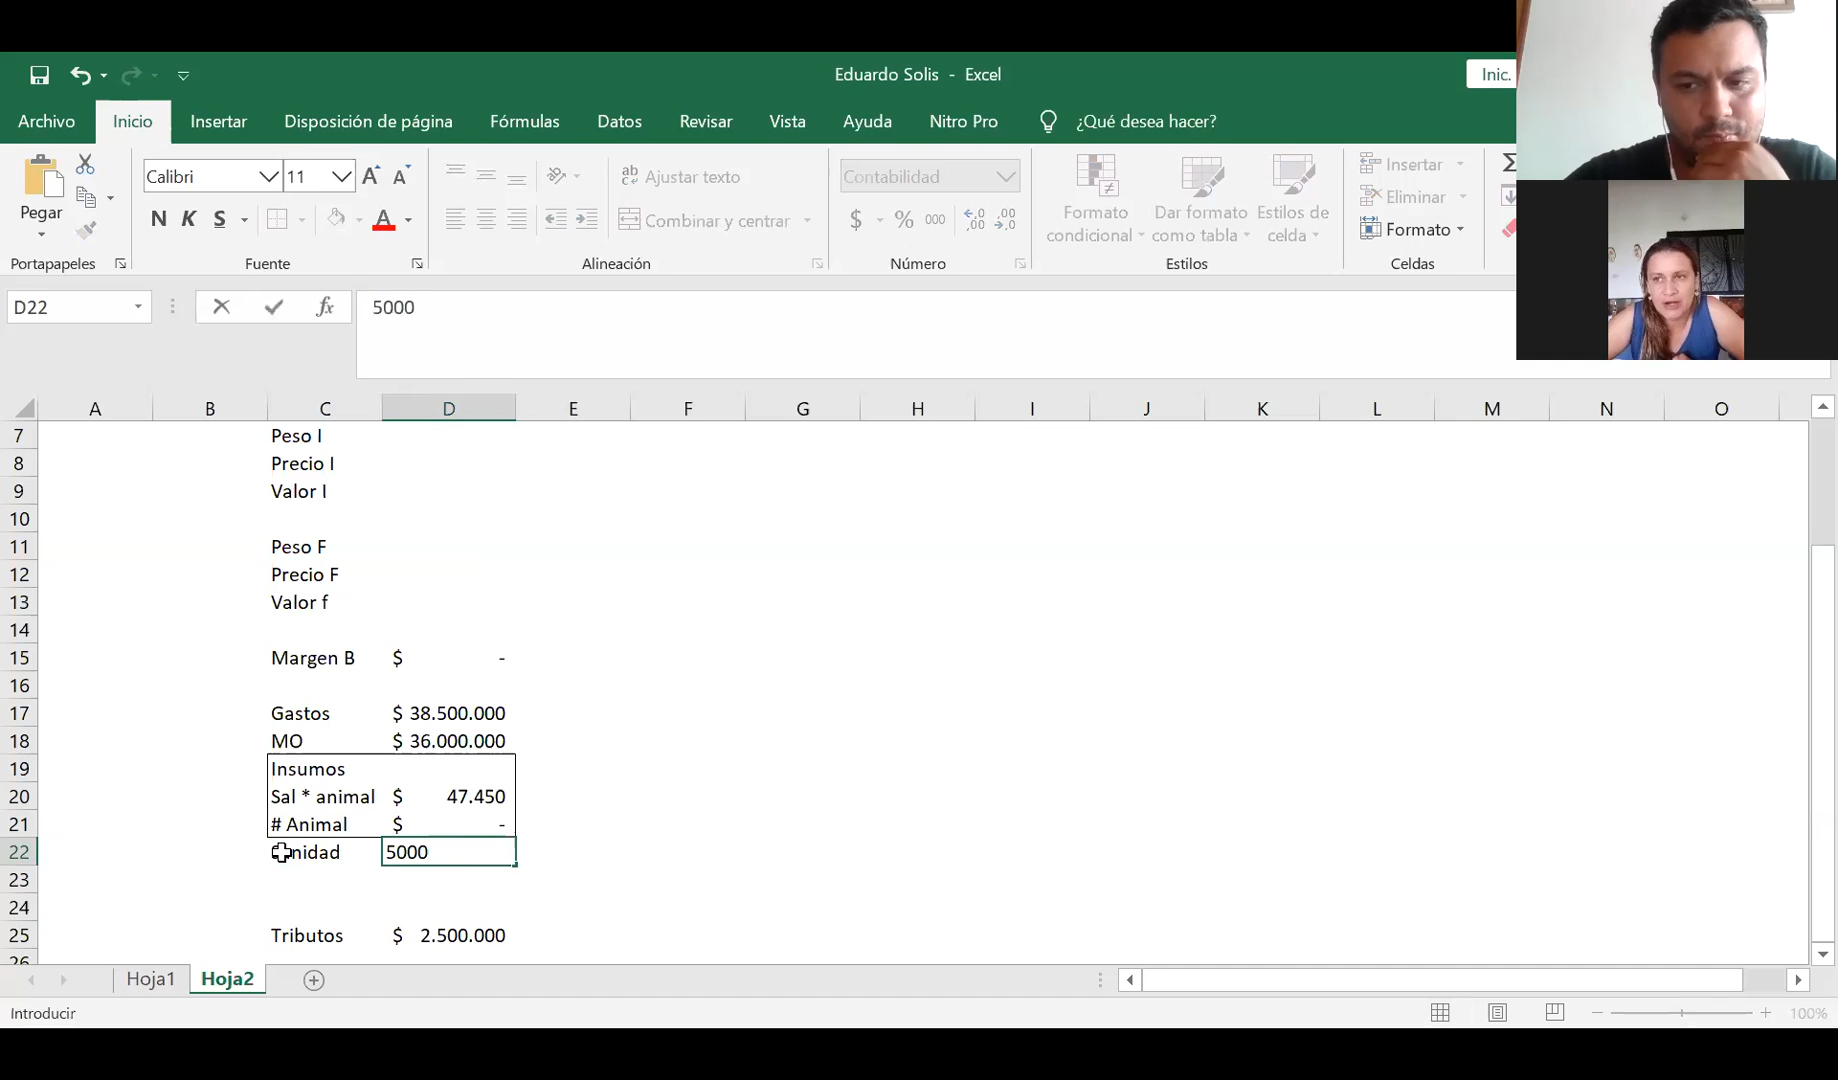 Eduardo Solis - Excel
Inic.
Archivo Inicio Insertar Disposición de página Fórmulas Datos Revisar Vista Ayuda Nitro Pro ¿Qué desea hacer?
Pegar
Calibri 11
N K S
Ajustar texto
Combinar y centrar
Contabilidad
$ % 000
Formato condicional
Dar formato como tabla
Estilos de celda
Insertar
Eliminar
Formato
Portapapeles Fuente Alineación Número Estilos Celdas
D22 fx 5000
A B C D E F G H I J K L M N O
7 Peso I
8 Precio I
9 Valor I
10
11 Peso F
12 Precio F
13 Valor f
14
15 Margen B $ -
16
17 Gastos $ 38.500.000
18 MO $ 36.000.000
19 Insumos
20 Sal * animal $ 47.450
21 # Animal $ -
22 nidad 5000
23
24
25 Tributos $ 2.500.000
26
Hoja1 Hoja2
Introducir 100%